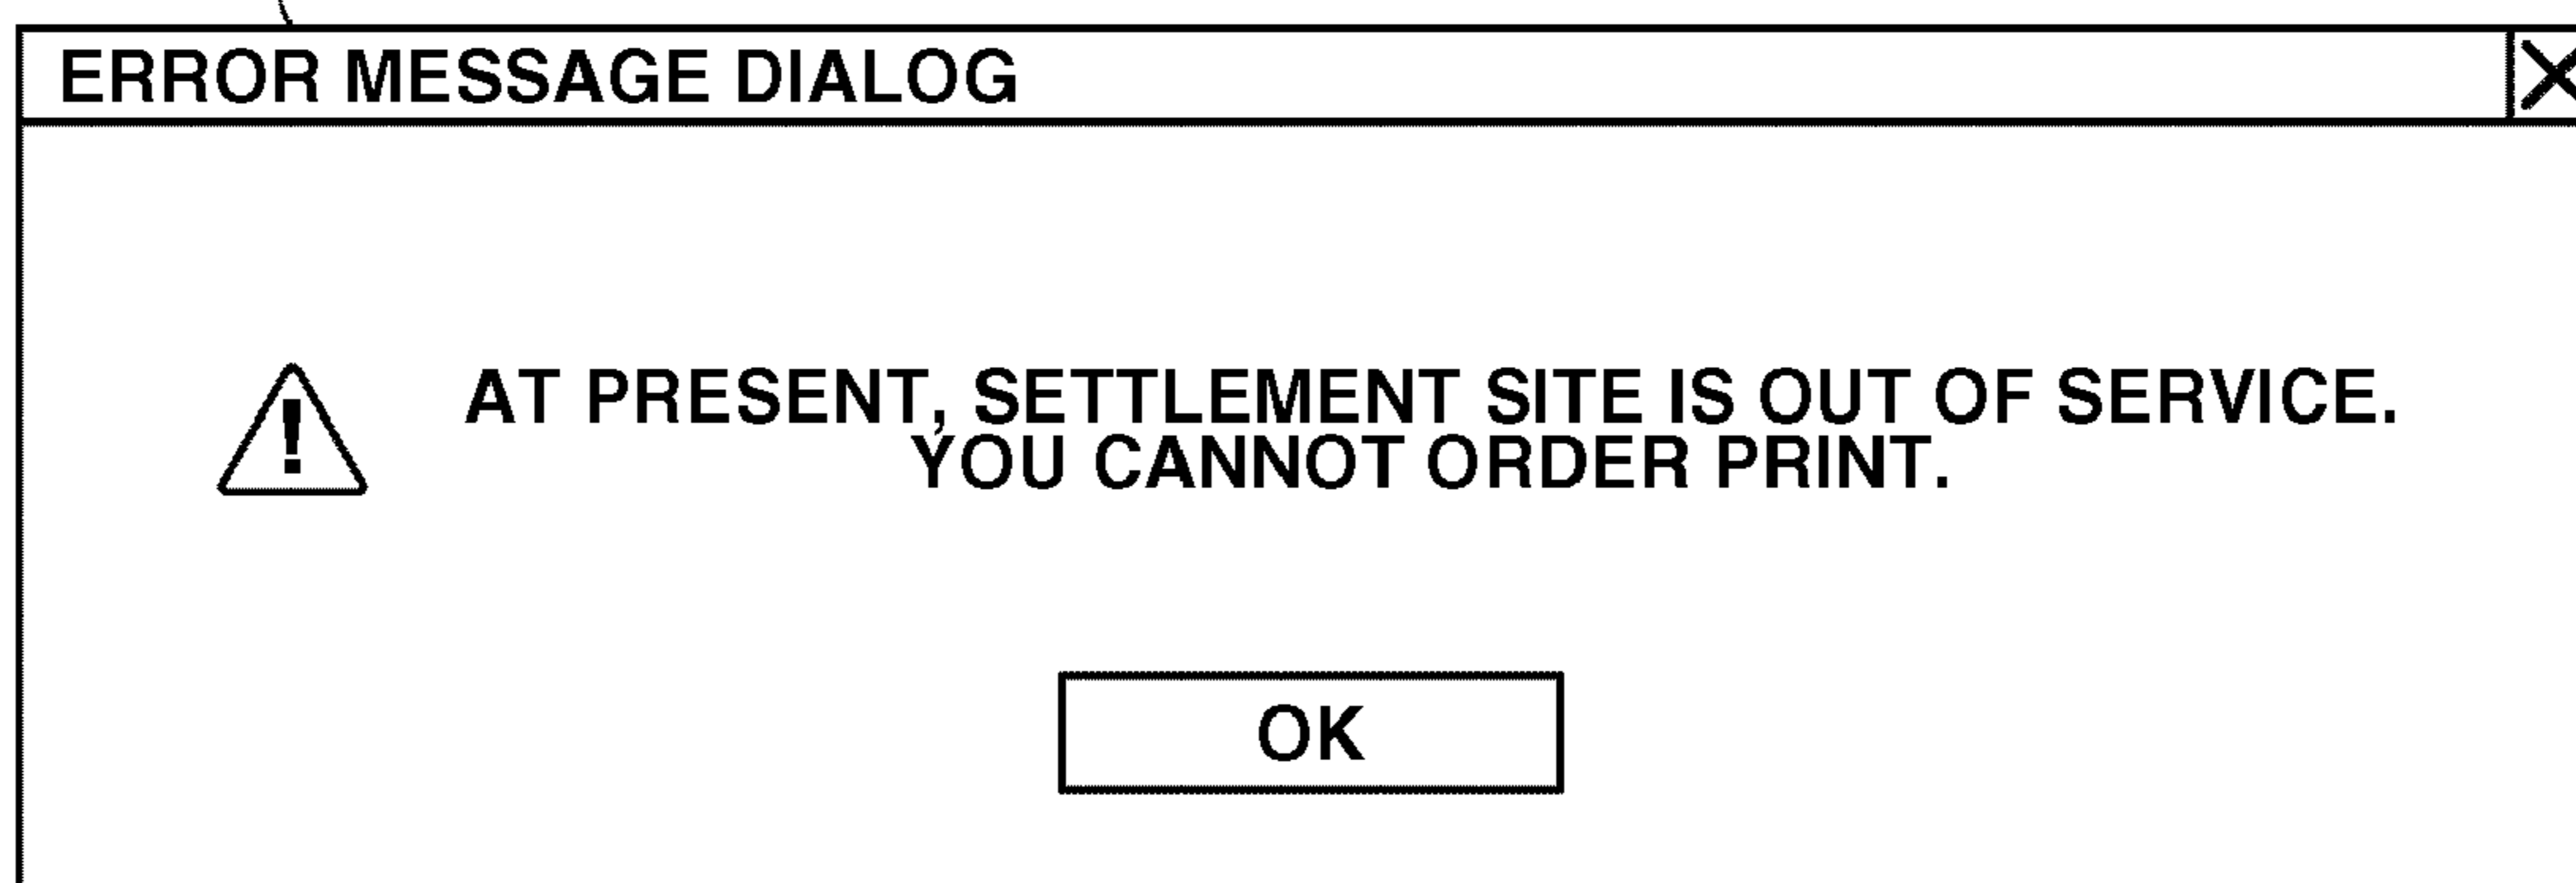 ERROR MESSAGE DIALOG
AT PRESENT, SETTLEMENT SITE IS OUT OF SERVICE.
YOU CANNOT ORDER PRINT.
OK